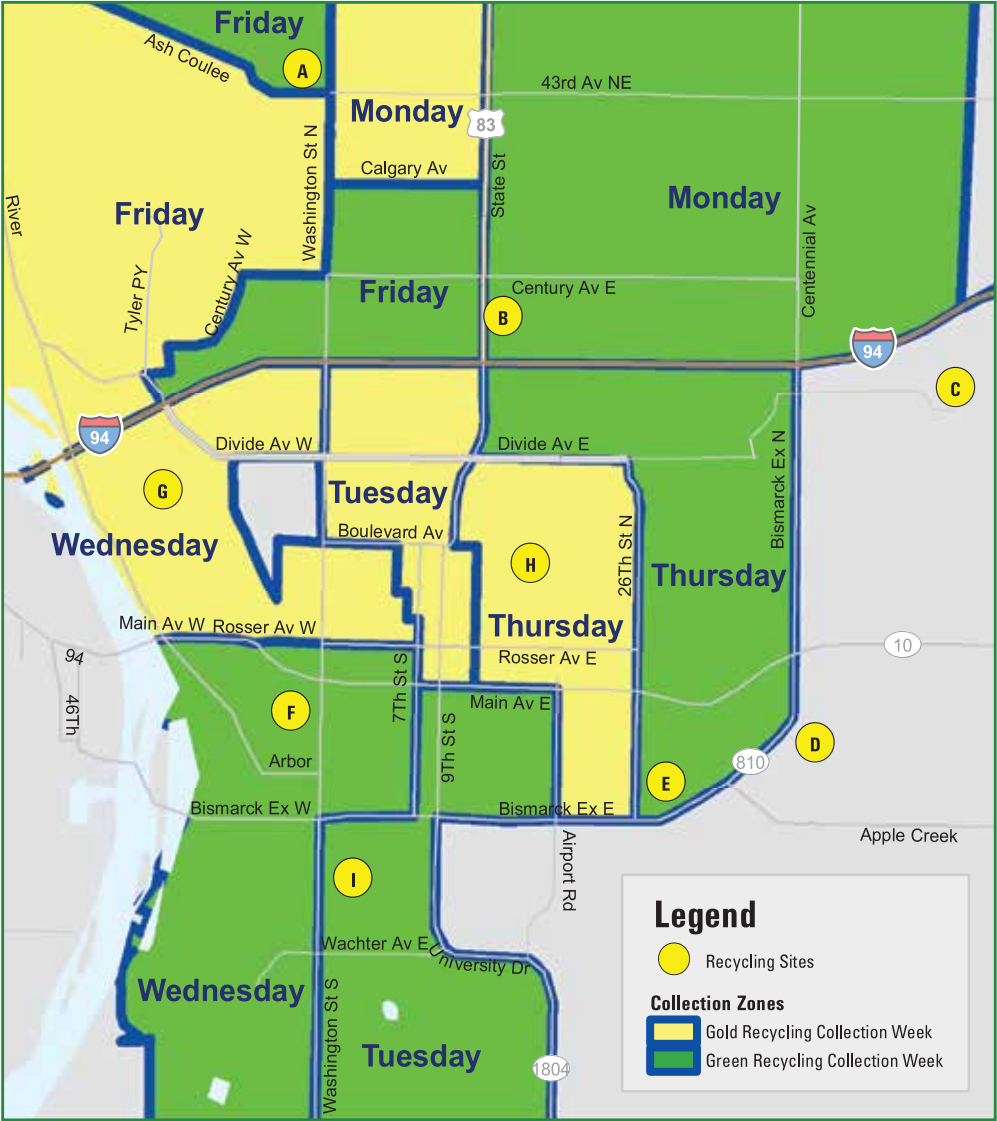 Friday
Ash Coulee
A
43rd Av NE
Monday
83
Calgary Av
Washington St N
State St
Monday
River
Friday
Centennial Av
Tyler PY
Century Av W
Friday
Century Av E
B
94
C
94
Divide Av W
Divide Av E
Bismarck Ex N
G
Tuesday
Boulevard Av
Wednesday
H
26Th St N
Thursday
Main Av W
Rosser Av W
Thursday
Rosser Av E
10
94
46Th
7Th St S
Main Av E
F
9Th St S
D
Arbor
810
E
Bismarck Ex W
Bismarck Ex E
Apple Creek
Airport Rd
I
Wachter Av E
University Dr
Wednesday
Washington St S
Tuesday
1804
Legend
Recycling Sites
Collection Zones
Gold Recycling Collection Week
Green Recycling Collection Week